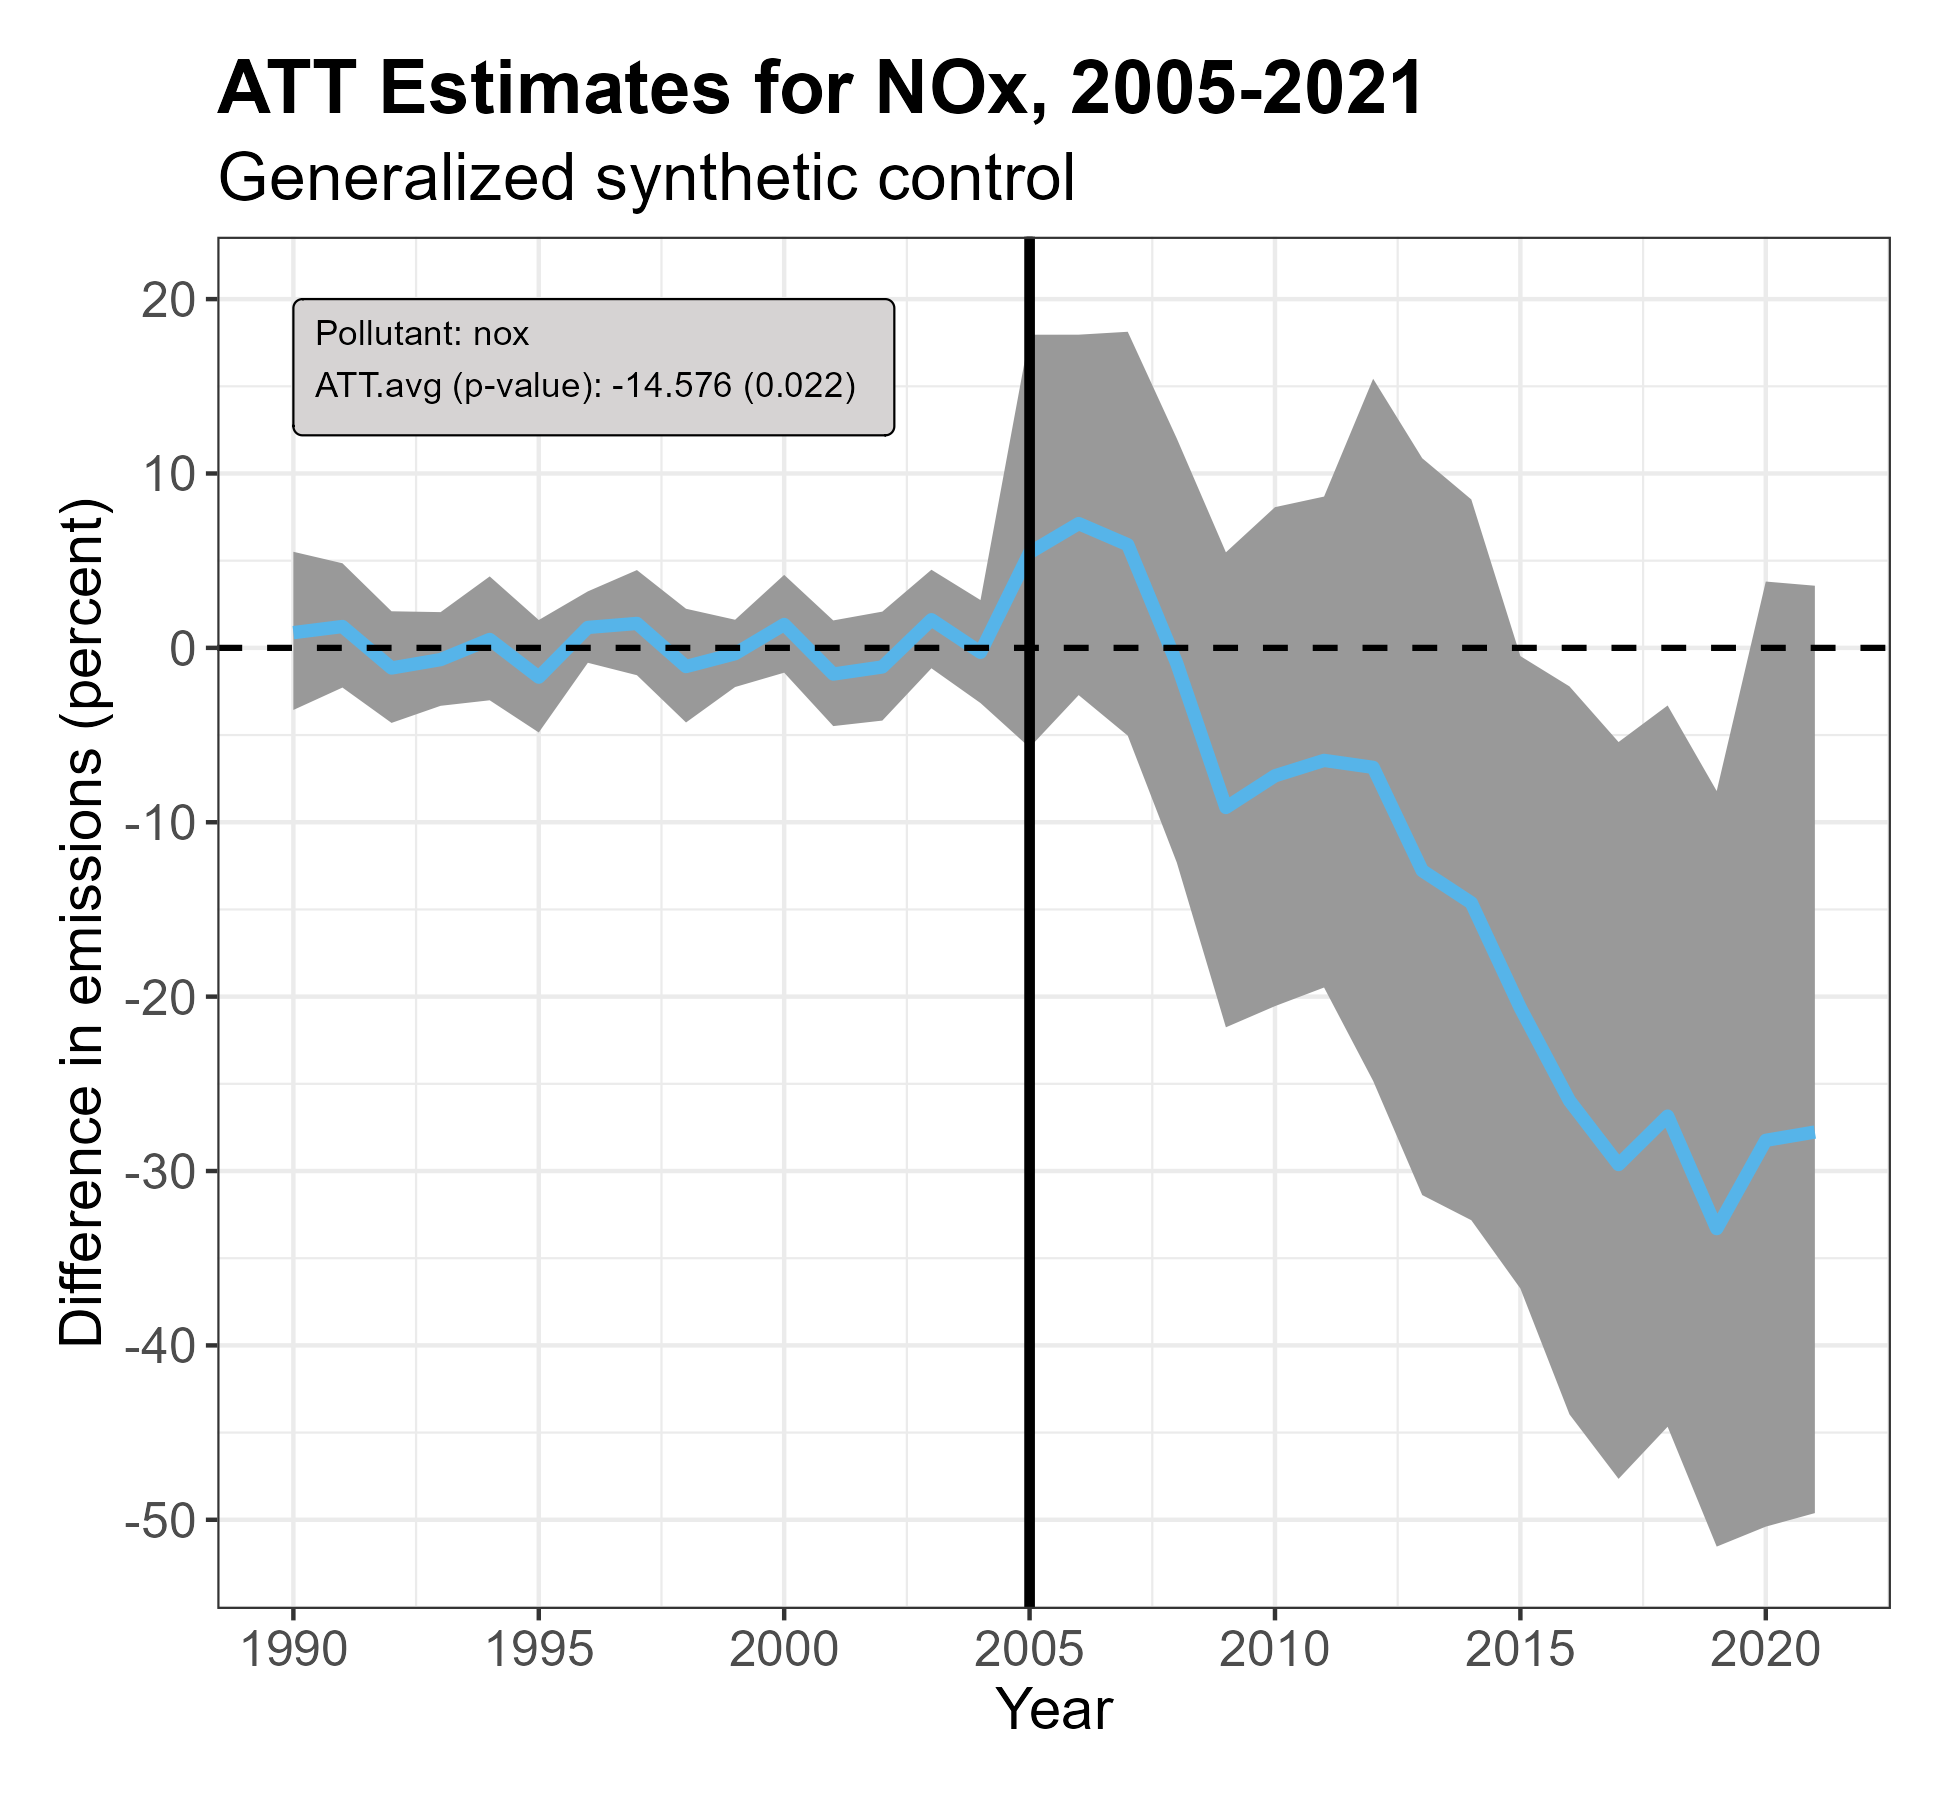 ATT Estimates for NOx, 2005-2021
Generalized synthetic control
Pollutant: nox
ATT.avg (p-value): -14.576 (0.022)
Difference in emissions (percent)
20
10
0
-10
-20
-30
-40
-50
1990 1995 2000 2005 2010 2015 2020
Year